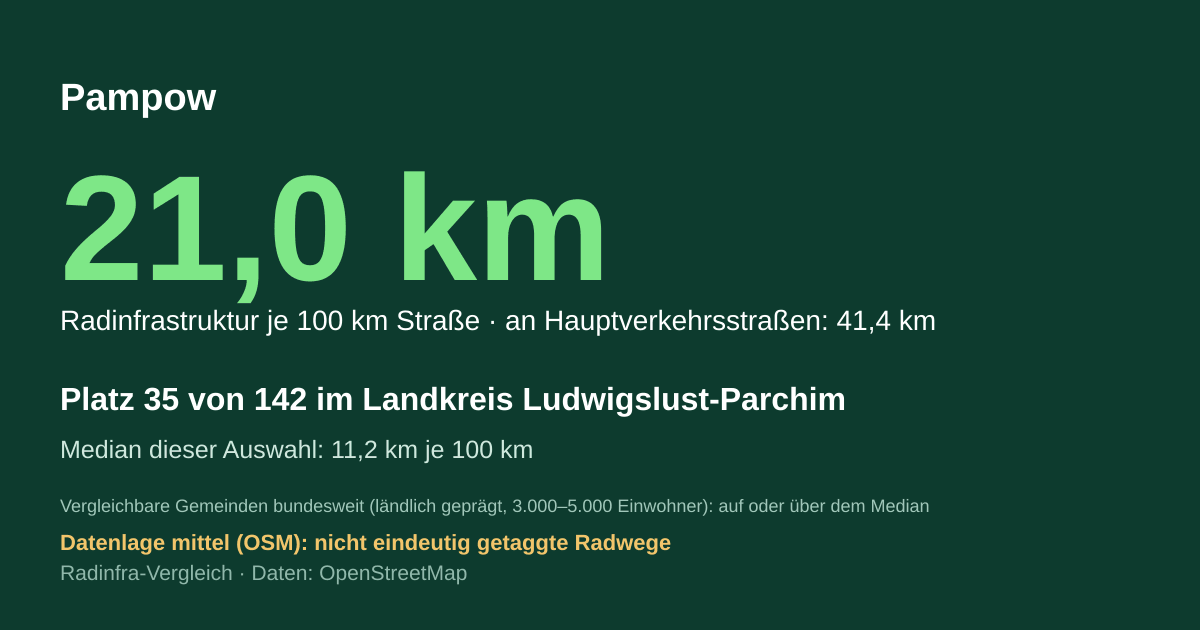 Pampow
21,0 km
Radinfrastruktur je 100 km Straße · an Hauptverkehrsstraßen: 41,4 km
Platz 35 von 142 im Landkreis Ludwigslust-Parchim
Median dieser Auswahl: 11,2 km je 100 km
Vergleichbare Gemeinden bundesweit (ländlich geprägt, 3.000–5.000 Einwohner): auf oder über dem Median
Datenlage mittel (OSM): nicht eindeutig getaggte Radwege
Radinfra-Vergleich · Daten: OpenStreetMap